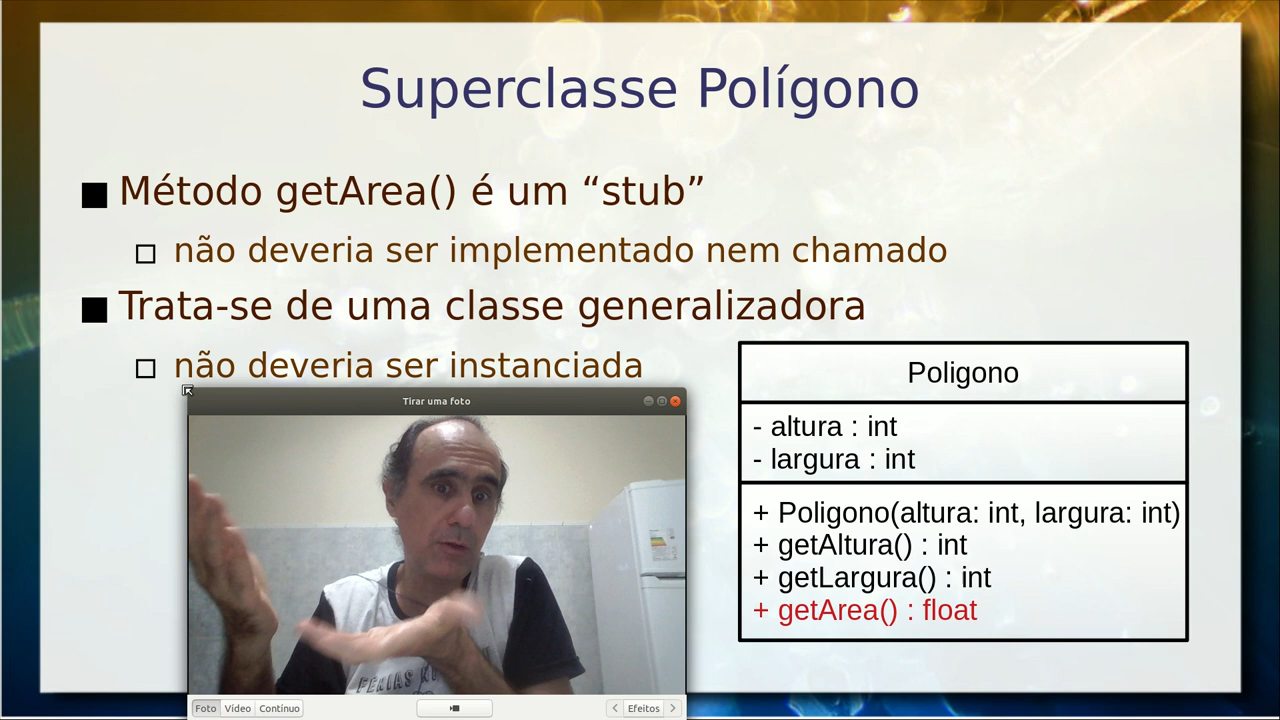 Superclasse Polígono
Método getArea() é um “stub”
não deveria ser implementado nem chamado
Trata-se de uma classe generalizadora
não deveria ser instanciada
Poligono
- altura : int
- largura : int
+ Poligono(altura: int, largura: int)
+ getAltura() : int
+ getLargura() : int
+ getArea() : float
Tirar uma foto
FERIAS
Foto Vídeo Contínuo
Efeitos